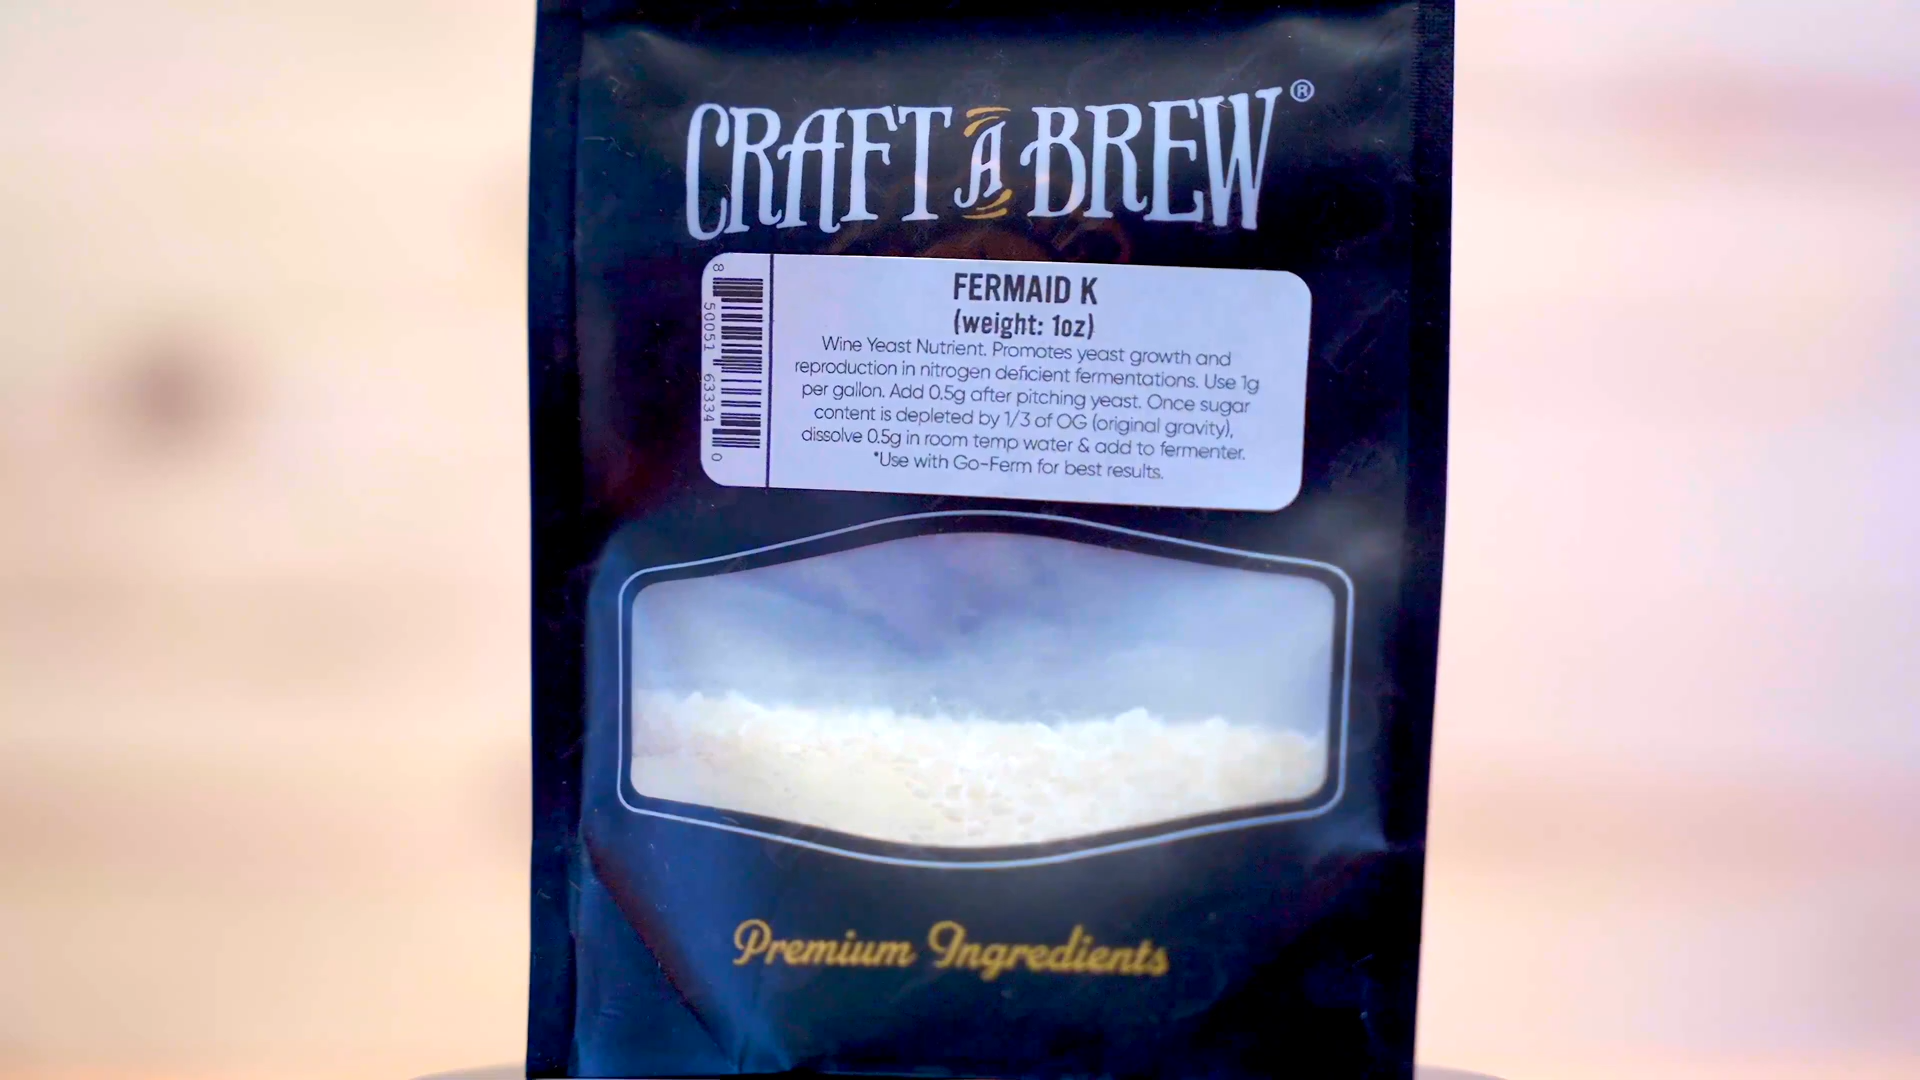 CRAFT A BREW®
FERMAID K
(weight: 1oz)
Wine Yeast Nutrient. Promotes yeast growth and
reproduction in nitrogen deficient fermentations. Use 1g
per gallon. Add 0.5g after pitching yeast. Once sugar
content is depleted by 1/3 of OG (original gravity),
dissolve 0.5g in room temp water & add to fermenter.
*Use with Go-Ferm for best results.
8 50051 63334 0
Premium Ingredients